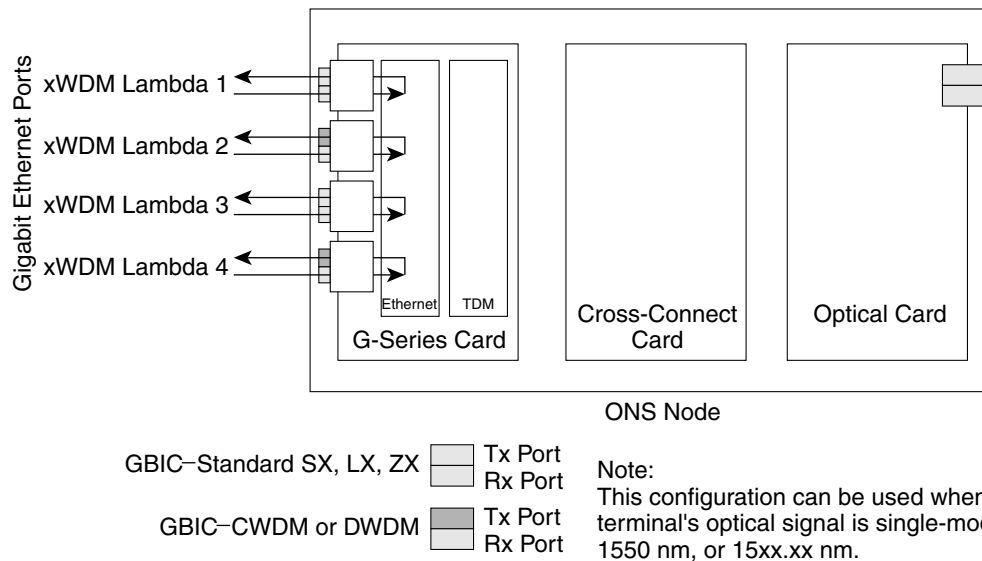 Gigabit Ethernet Ports
xWDM Lambda 1
xWDM Lambda 2
xWDM Lambda 3
xWDM Lambda 4
Ethernet
TDM
G-Series Card
Cross-Connect
Card
Optical Card
ONS Node
GBIC–Standard SX, LX, ZX
Tx Port
Rx Port
GBIC–CWDM or DWDM
Tx Port
Rx Port
Note:
This configuration can be used when
terminal's optical signal is
1550 nm, or 15xx.xx nm.